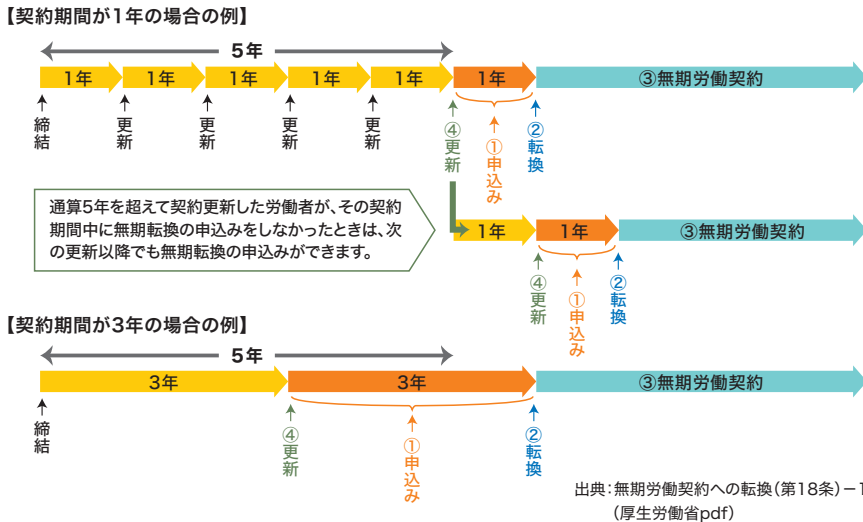 【契約期間が1年の場合の例】
5年
1年 1年 1年 1年 1年 1年 ③無期労働契約
締結
更新
更新
更新
更新
④更新
①申込み
②転換
通算5年を超えて契約更新した労働者が、その契約
期間中に無期転換の申込みをしなかったときは、次
の更新以降でも無期転換の申込みができます。
1年 1年 ③無期労働契約
④更新
①申込み
②転換
【契約期間が3年の場合の例】
5年
3年 3年 ③無期労働契約
締結
④更新
①申込み
②転換
出典：無期労働契約への転換（第18条）－1
（厚生労働省pdf）